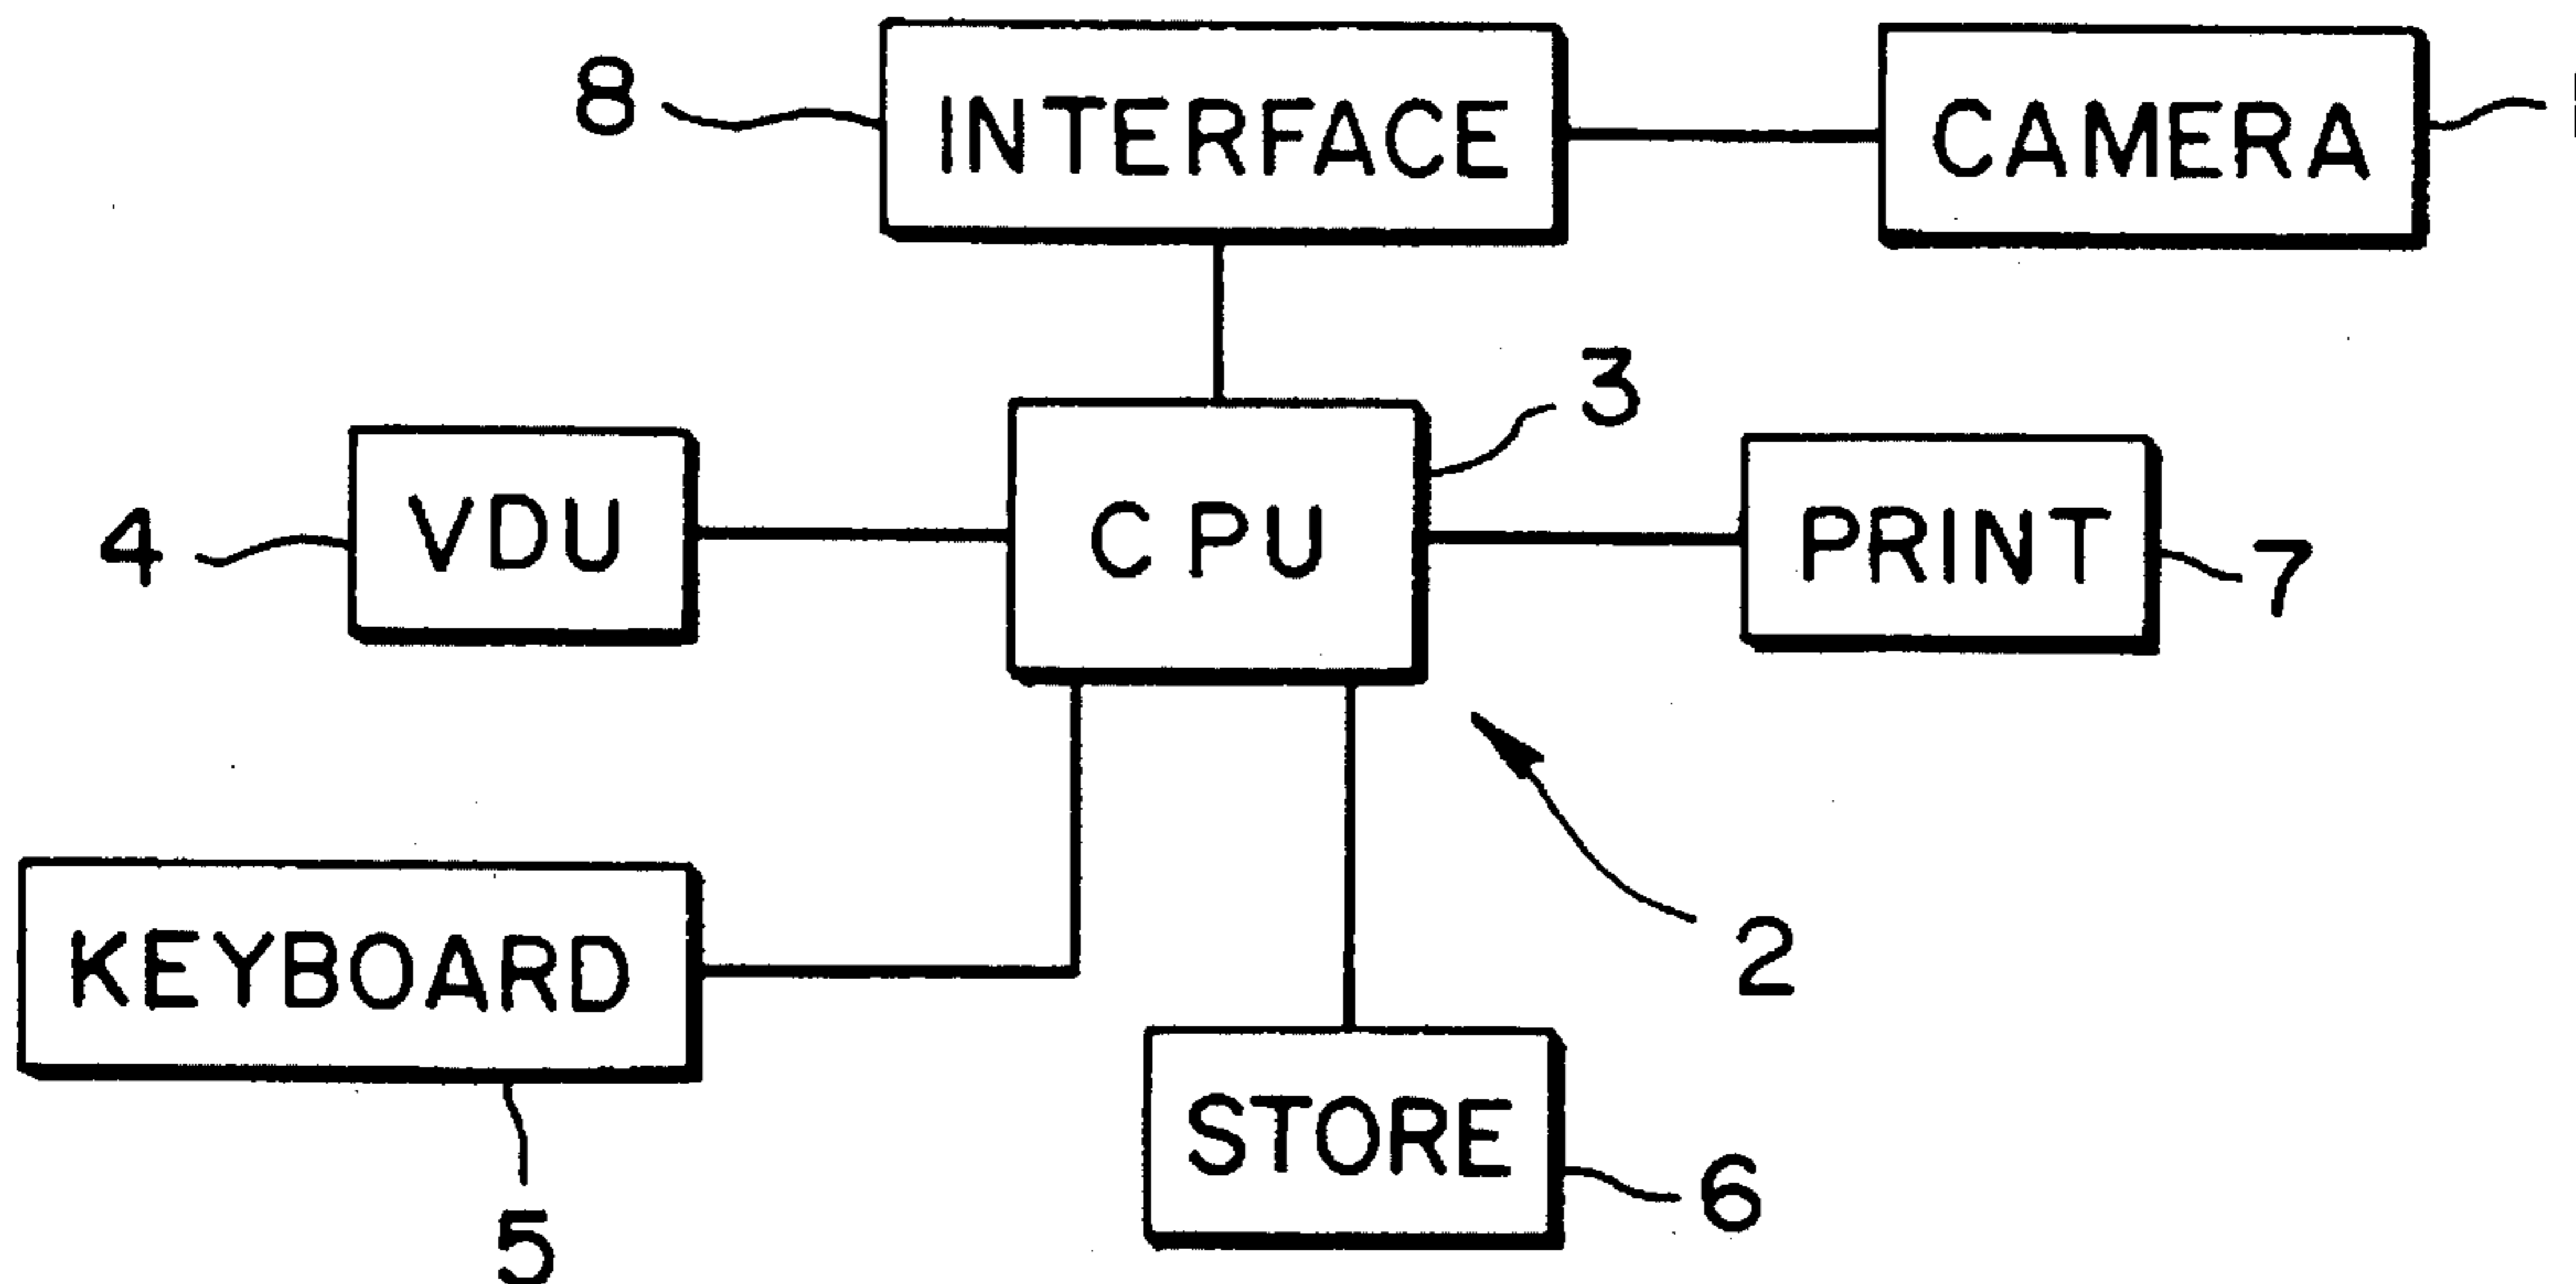 8 INTERFACE CAMERA
3
4 VDU CPU PRINT 7
2
KEYBOARD
STORE 6
5